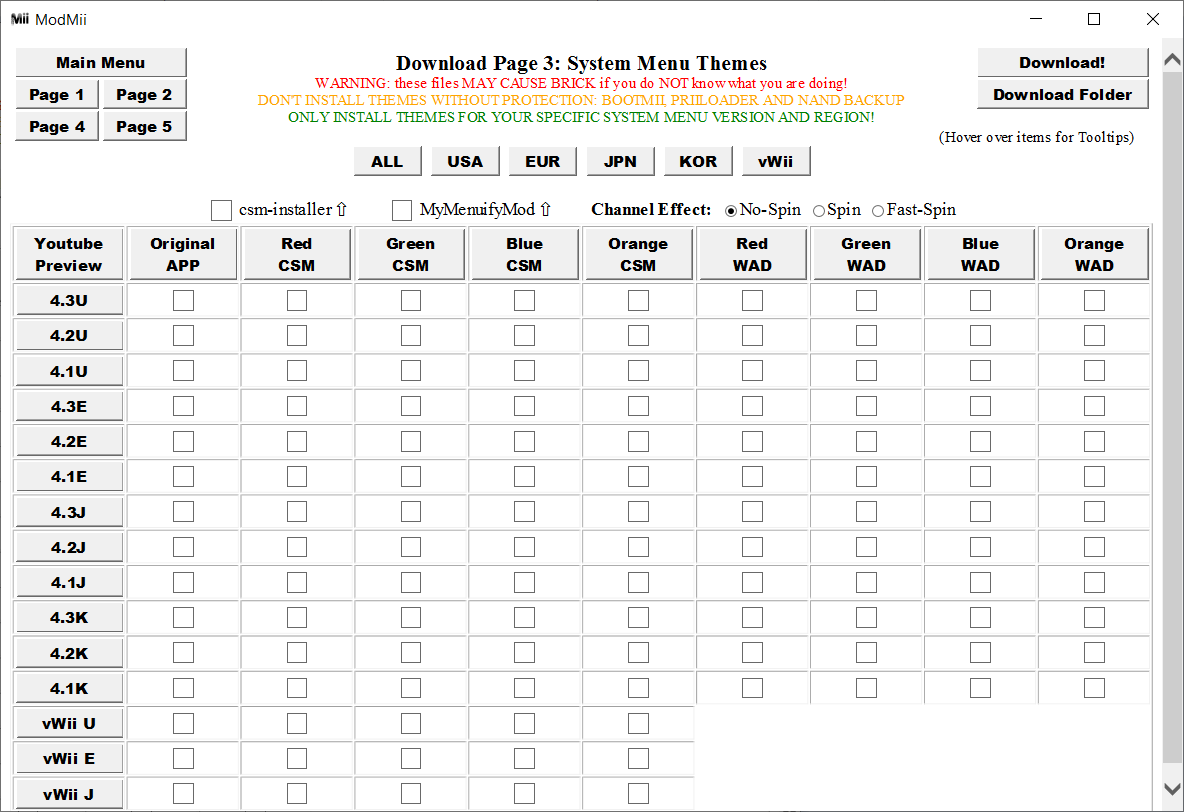 Mii ModMii
Main Menu
Page 1 Page 2
Page 4 Page 5
Download Page 3: System Menu Themes
WARNING: these files MAY CAUSE BRICK if you do NOT know what you are doing!
DON'T INSTALL THEMES WITHOUT PROTECTION: BOOTMII, PRIILOADER AND NAND BACKUP
ONLY INSTALL THEMES FOR YOUR SPECIFIC SYSTEM MENU VERSION AND REGION!
Download!
Download Folder
(Hover over items for Tooltips)
ALL USA EUR JPN KOR vWii
csm-installer ⇧ MyMenuifyMod ⇧ Channel Effect: No-Spin Spin Fast-Spin
Youtube Original Red Green Blue Orange Red Green Blue Orange
Preview APP CSM CSM CSM CSM WAD WAD WAD WAD
4.3U
4.2U
4.1U
4.3E
4.2E
4.1E
4.3J
4.2J
4.1J
4.3K
4.2K
4.1K
vWii U
vWii E
vWii J